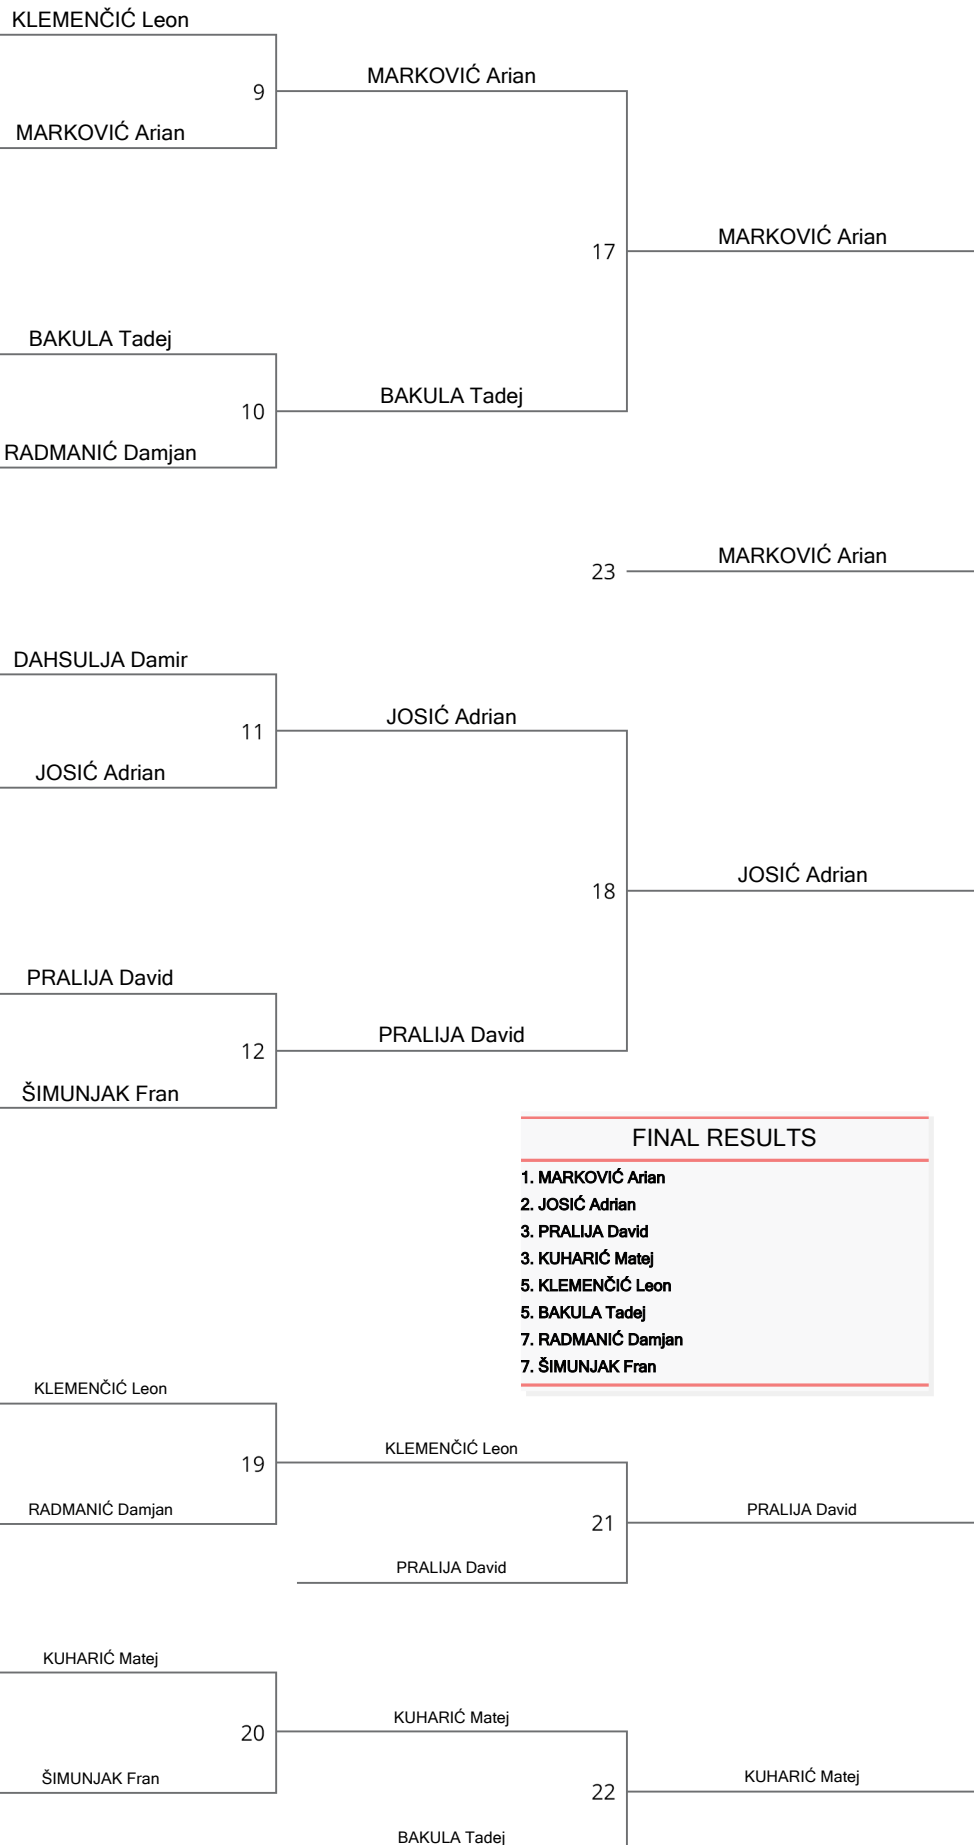 KLEMENČIĆ Leon
9
MARKOVIĆ Arian
MARKOVIĆ Arian
17
MARKOVIĆ Arian
BAKULA Tadej
10
BAKULA Tadej
RADMANIĆ Damjan
23
MARKOVIĆ Arian
DAHSULJA Damir
11
JOSIĆ Adrian
JOSIĆ Adrian
18
JOSIĆ Adrian
PRALIJA David
12
PRALIJA David
ŠIMUNJAK Fran
FINAL RESULTS
1. MARKOVIĆ Arian
2. JOSIĆ Adrian
3. PRALIJA David
3. KUHARIĆ Matej
5. KLEMENČIĆ Leon
5. BAKULA Tadej
7. RADMANIĆ Damjan
7. ŠIMUNJAK Fran
KLEMENČIĆ Leon
19
KLEMENČIĆ Leon
RADMANIĆ Damjan
21
PRALIJA David
PRALIJA David
KUHARIĆ Matej
20
KUHARIĆ Matej
ŠIMUNJAK Fran
22
KUHARIĆ Matej
BAKULA Tadej